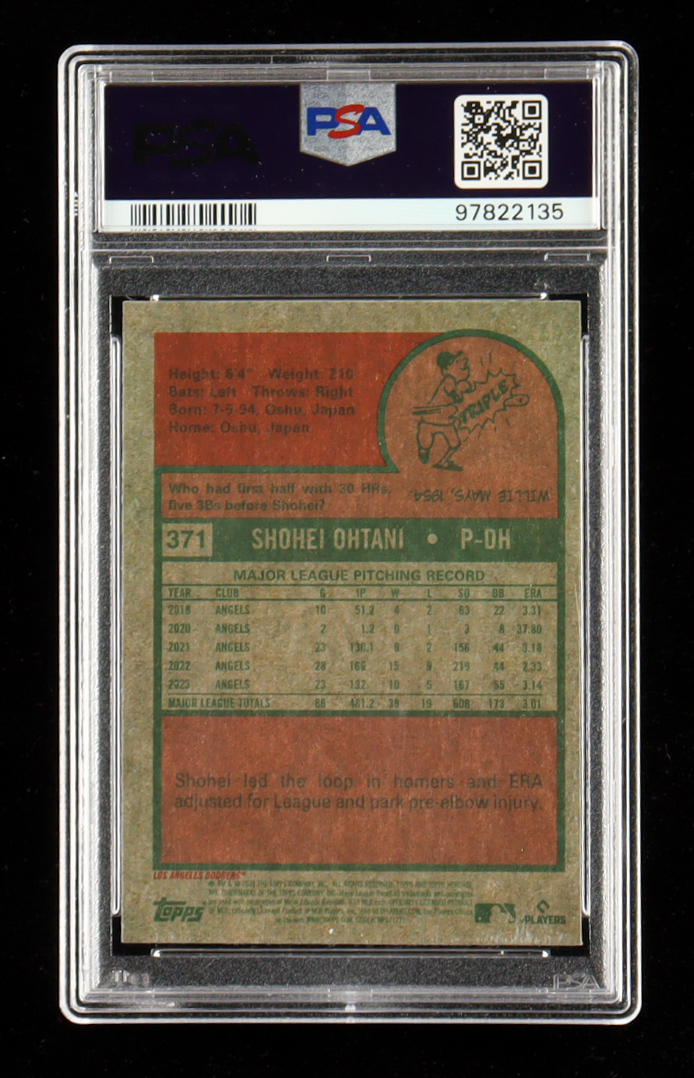 PSA
PSA
97822135
Height: 6'4" Weight: 210
Bats: Left Throws: Right
Born: 7-5-94, Oshu, Japan
Home: Oshu, Japan
TRIPLE!
Who had first half with 30 HRs,
five 3Bs before Shohei?
WILLIE MAYS, 1954.
371 SHOHEI OHTANI • P-DH
MAJOR LEAGUE PITCHING RECORD
YEAR CLUB G IP W L SO BB ERA
2018 ANGELS 10 51.2 4 2 63 22 3.31
2020 ANGELS 2 1.2 0 1 3 8 37.80
2021 ANGELS 23 130.1 9 2 156 44 3.18
2022 ANGELS 28 166 15 9 219 44 2.33
2023 ANGELS 23 132 10 5 167 55 3.14
MAJOR LEAGUE TOTALS 86 481.2 38 19 608 173 3.01
Shohei led the loop in homers and ERA
adjusted for League and park pre-elbow injury.
LOS ANGELES DODGERS™
topps
MLB PLAYERS
PSA